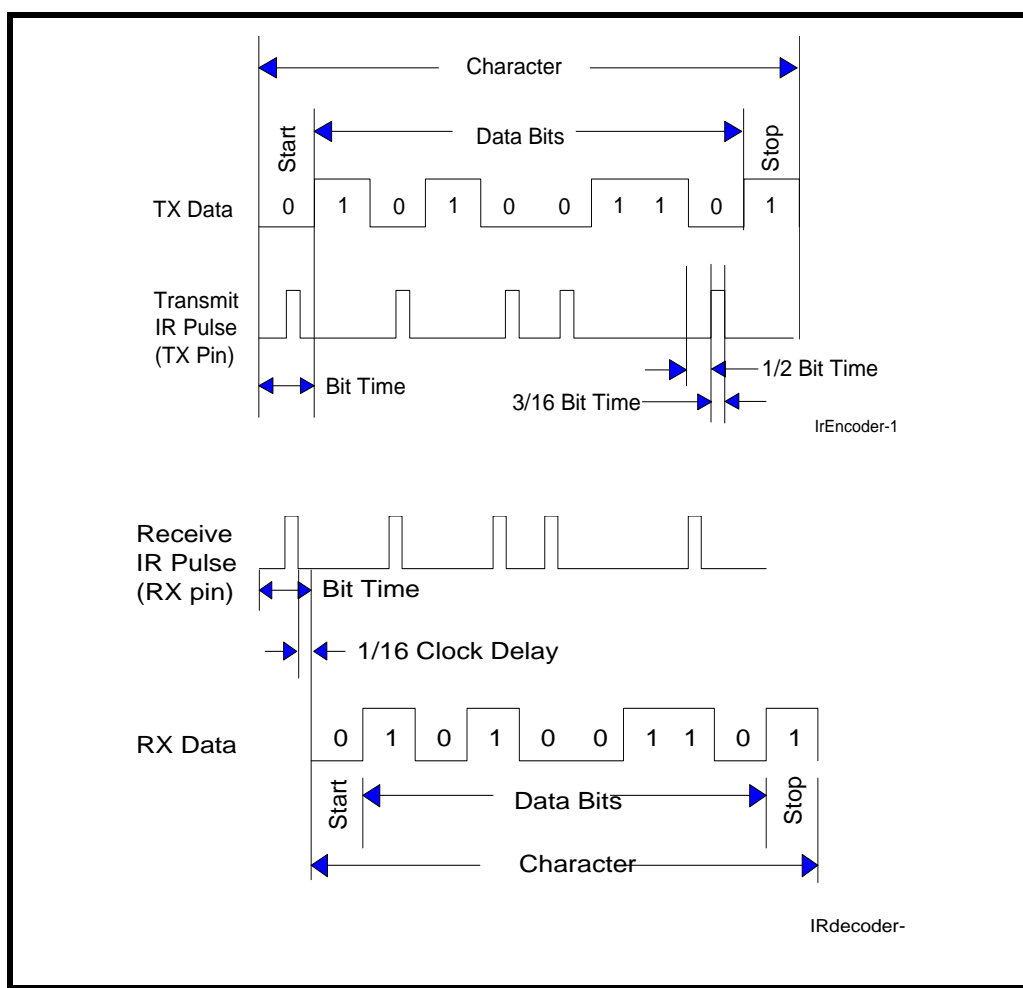 Character
Start
Data Bits
Stop
TX Data
0 1 0 1 0 0 1 1 0 1
Transmit
IR Pulse
(TX Pin)
Bit Time
1/2 Bit Time
3/16 Bit Time
IrEncoder-1
Receive
IR Pulse
(RX pin)
Bit Time
1/16 Clock Delay
RX Data
0 1 0 1 0 0 1 1 0 1
Start
Data Bits
Stop
Character
IRdecoder-